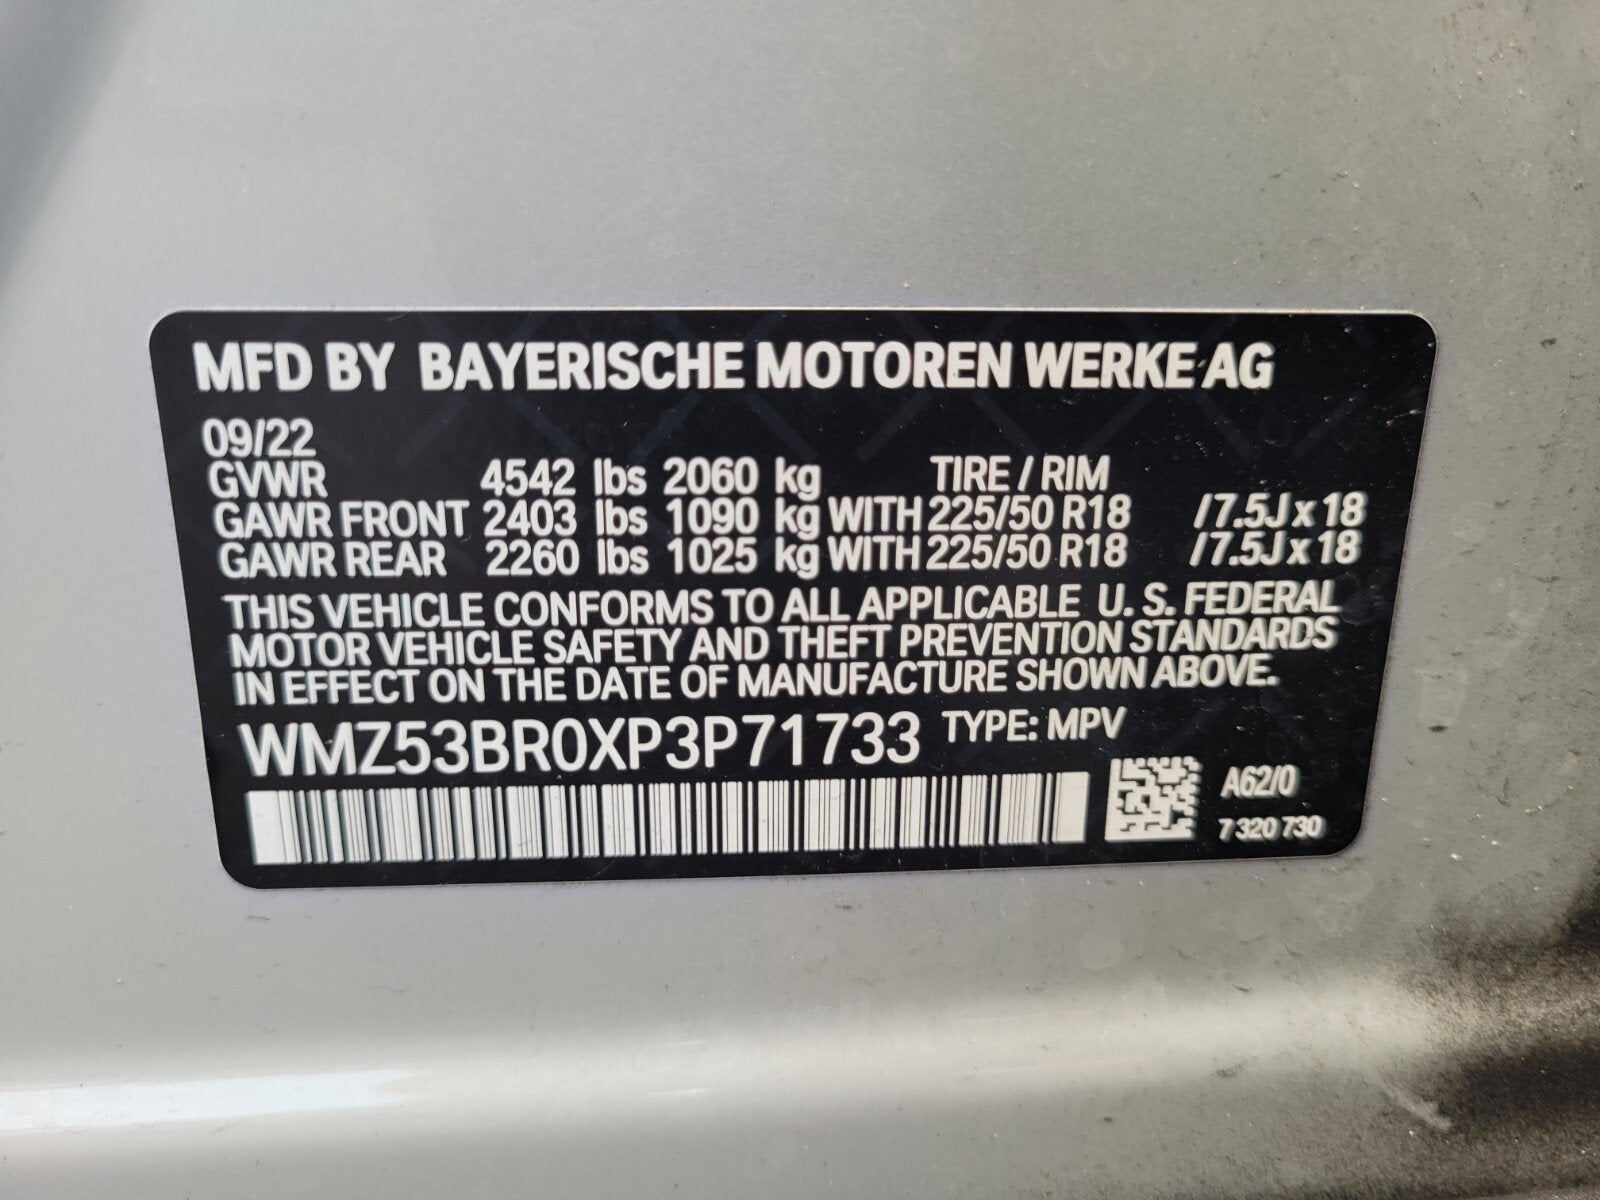 MFD BY BAYERISCHE MOTOREN WERKE AG
09/22
GVWR 4542 lbs 2060 kg TIRE / RIM
GAWR FRONT 2403 lbs 1090 kg WITH 225/50 R18 /7.5J x 18
GAWR REAR 2260 lbs 1025 kg WITH 225/50 R18 /7.5J x 18
THIS VEHICLE CONFORMS TO ALL APPLICABLE U. S. FEDERAL
MOTOR VEHICLE SAFETY AND THEFT PREVENTION STANDARDS
IN EFFECT ON THE DATE OF MANUFACTURE SHOWN ABOVE.
WMZ53BR0XP3P71733 TYPE: MPV
A62/0
7 320 730